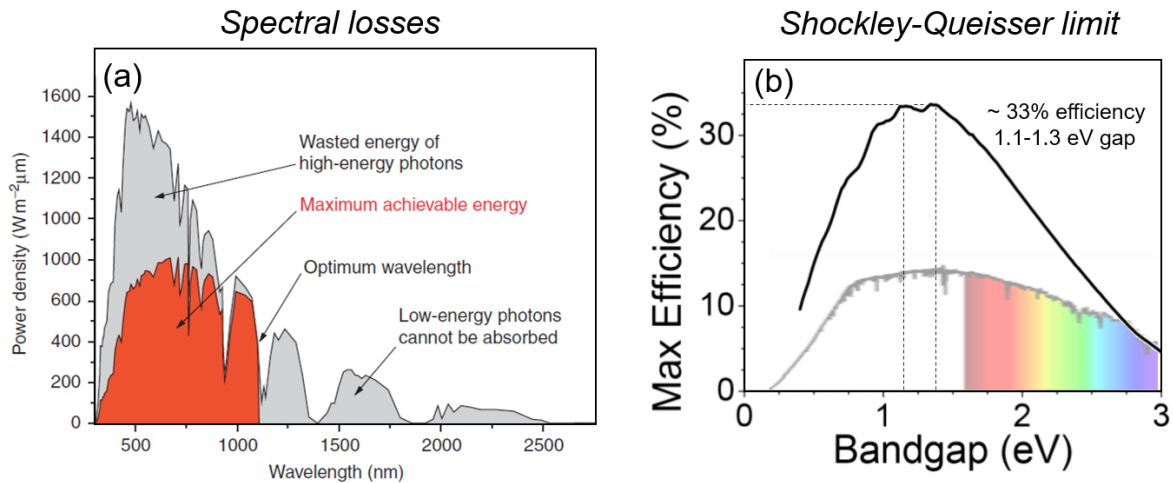 Spectral losses
(a)
Power density (Wm⁻²μm)
1600
1400
1200
1000
800
600
400
200
0
Wasted energy of
high-energy photons
Maximum achievable energy
Optimum wavelength
Low-energy photons
cannot be absorbed
500
1000
1500
2000
2500
Wavelength (nm)
Shockley-Queisser limit
(b)
Max Efficiency (%)
30
20
10
0
~ 33% efficiency
1.1-1.3 eV gap
0
1
2
3
Bandgap (eV)